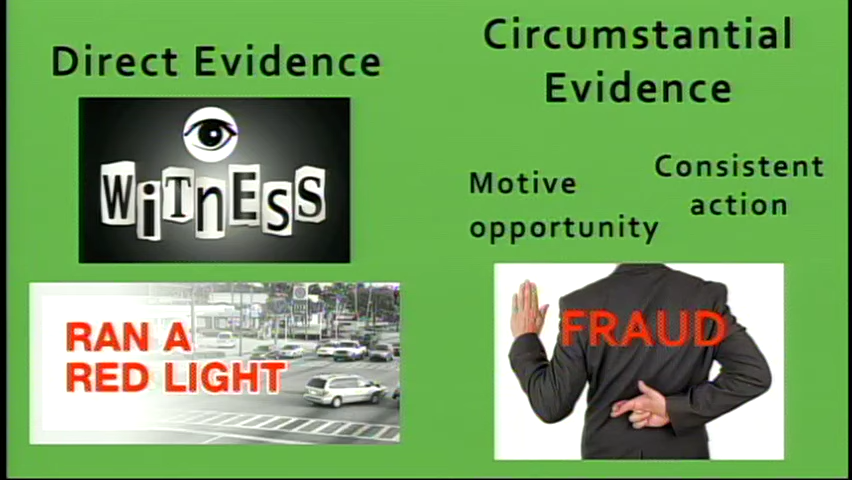 Direct Evidence
WiTnESS
RAN A
RED LIGHT
Circumstantial
Evidence
Motive
opportunity
Consistent
action
FRAUD